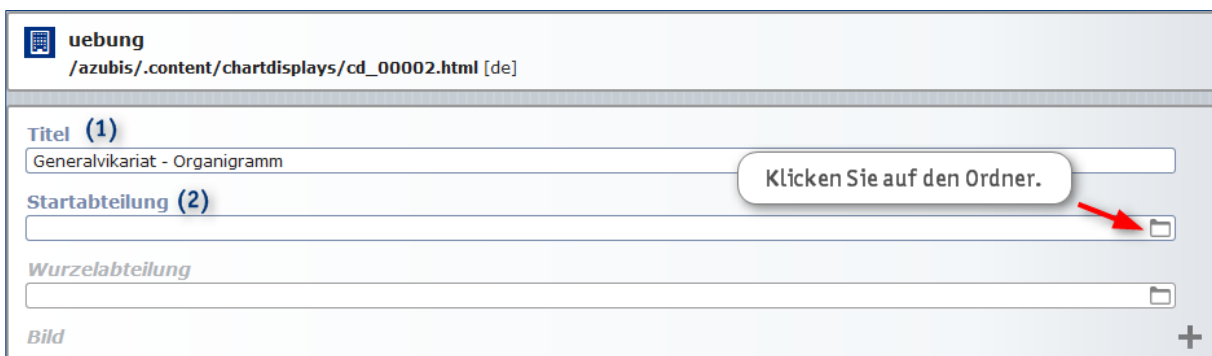 uebung
/azubis/.content/chartdisplays/cd_00002.html [de]
Titel (1)
Generalvikariat - Organigramm
Klicken Sie auf den Ordner.
Startabteilung (2)
Wurzelabteilung
Bild